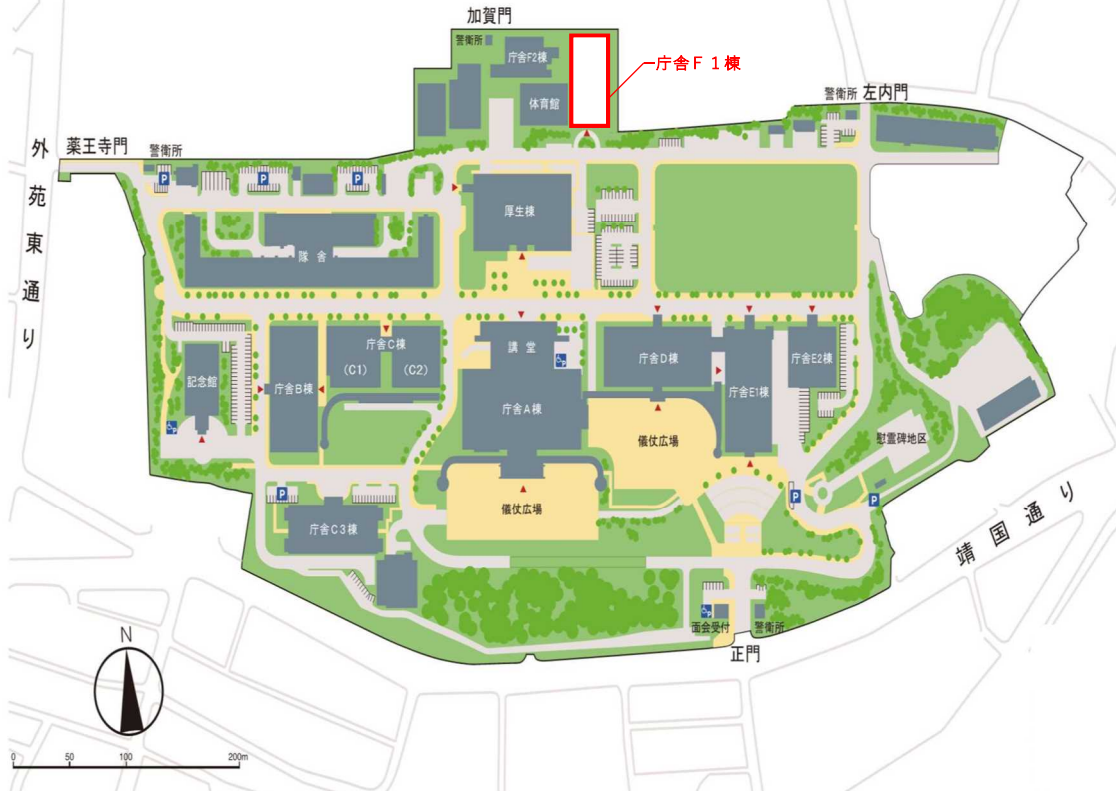 加賀門
警衛所
庁舎F2棟
庁舎F1棟
体育館
警衛所
左内門
外苑東通り
薬王寺門
警衛所
P
P
P
厚生棟
隊舎
講堂
庁舎C棟
(C1)
(C2)
庁舎D棟
庁舎E2棟
記念館
庁舎B棟
庁舎A棟
庁舎E1棟
P
P
儀仗広場
慰霊碑地区
P
P
P
儀仗広場
庁舎C3棟
靖国通り
P
面会受付
警衛所
正門
N
0 50 100 200m